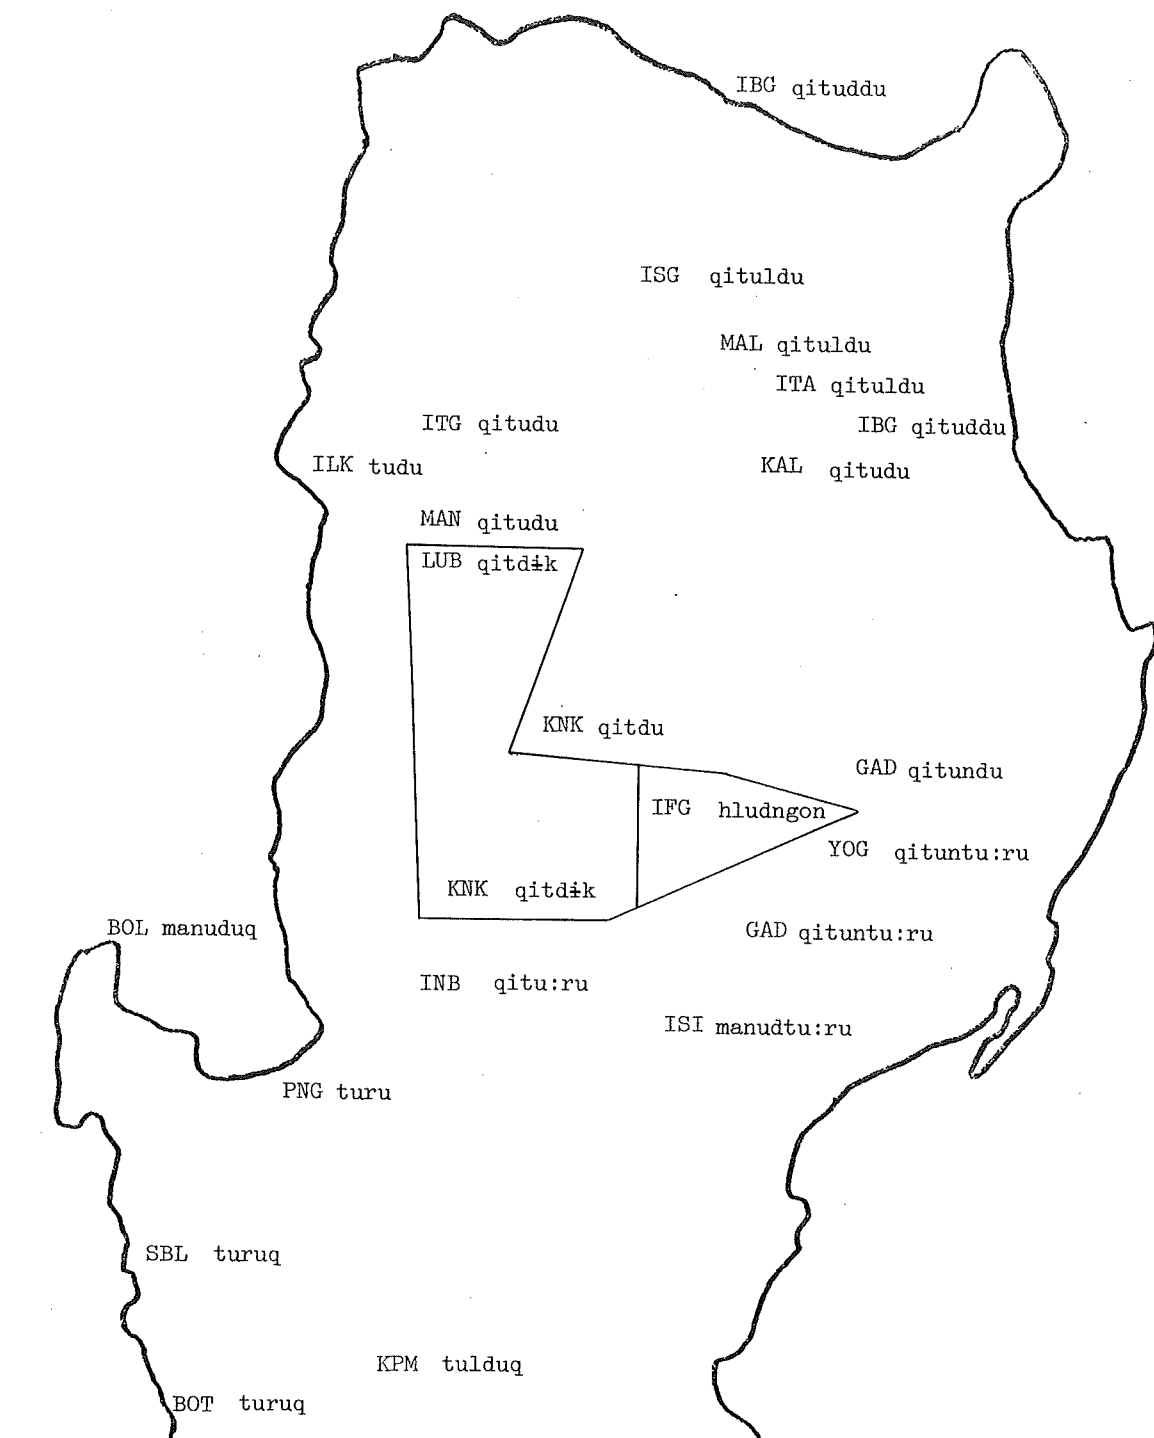 IBG qituddu
ISG qituldu
MAL qituldu
ITA qituldu
ITG qitudu
IBG qituddu
ILK tudu
KAL qitudu
MAN qitudu
LUB qitdɨk
KNK qitdu
GAD qitundu
IFG hludngon
YOG qituntu:ru
KNK qitdɨk
BOL manuduq
GAD qituntu:ru
INB qitu:ru
ISI manudtu:ru
PNG turu
SBL turuq
KPM tulduq
BOT turuq